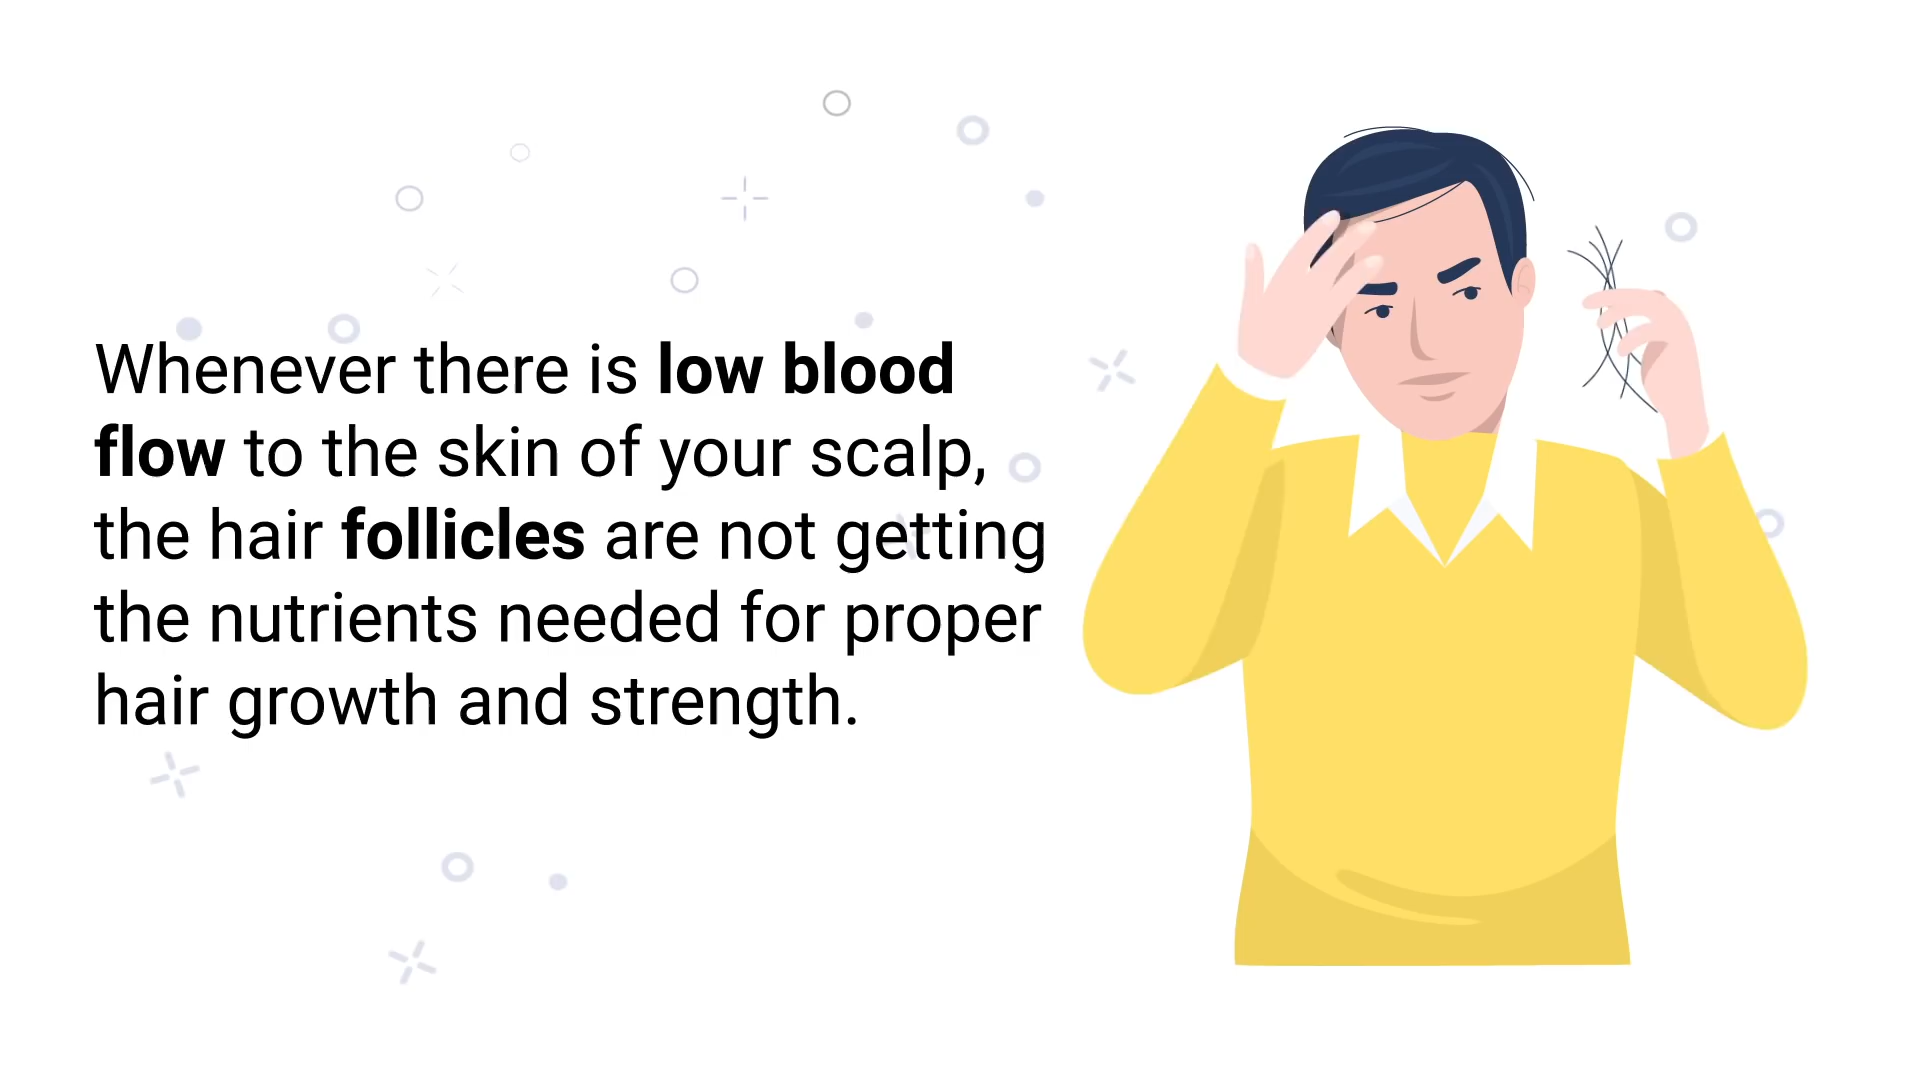 Whenever there is low blood
flow to the skin of your scalp,
the hair follicles are not getting
the nutrients needed for proper
hair growth and strength.